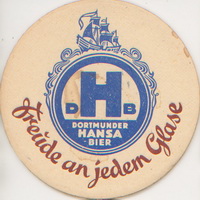 D H B
DORTMUNDER
HANSA
BIER
Freude an jedem Glase